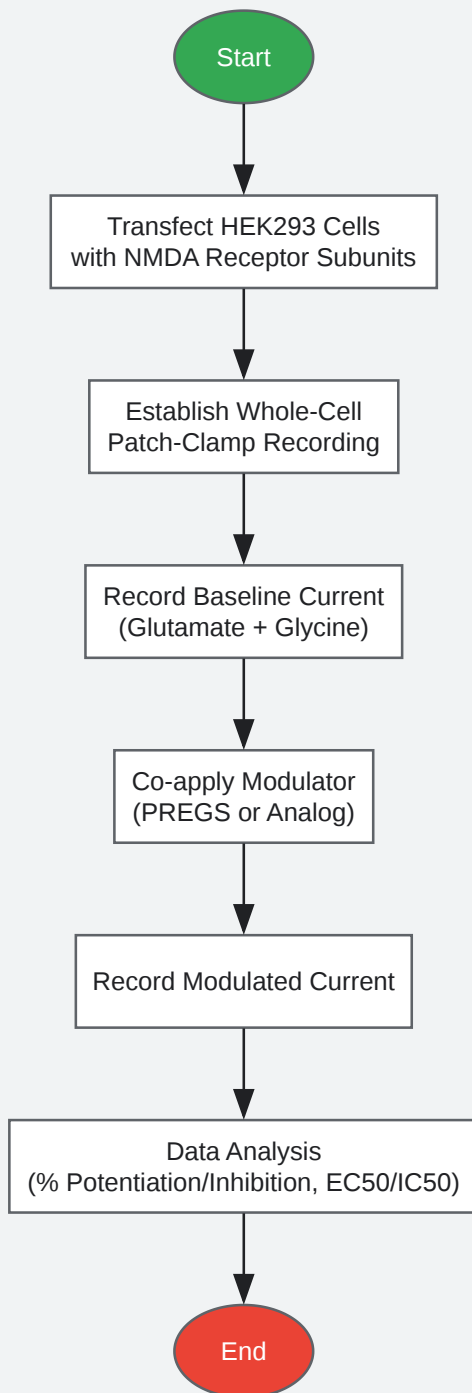 Start
Transfect HEK293 Cells
with NMDA Receptor Subunits
Establish Whole-Cell
Patch-Clamp Recording
Record Baseline Current
(Glutamate + Glycine)
Co-apply Modulator
(PREGS or Analog)
Record Modulated Current
Data Analysis
(% Potentiation/Inhibition, EC50/IC50)
End